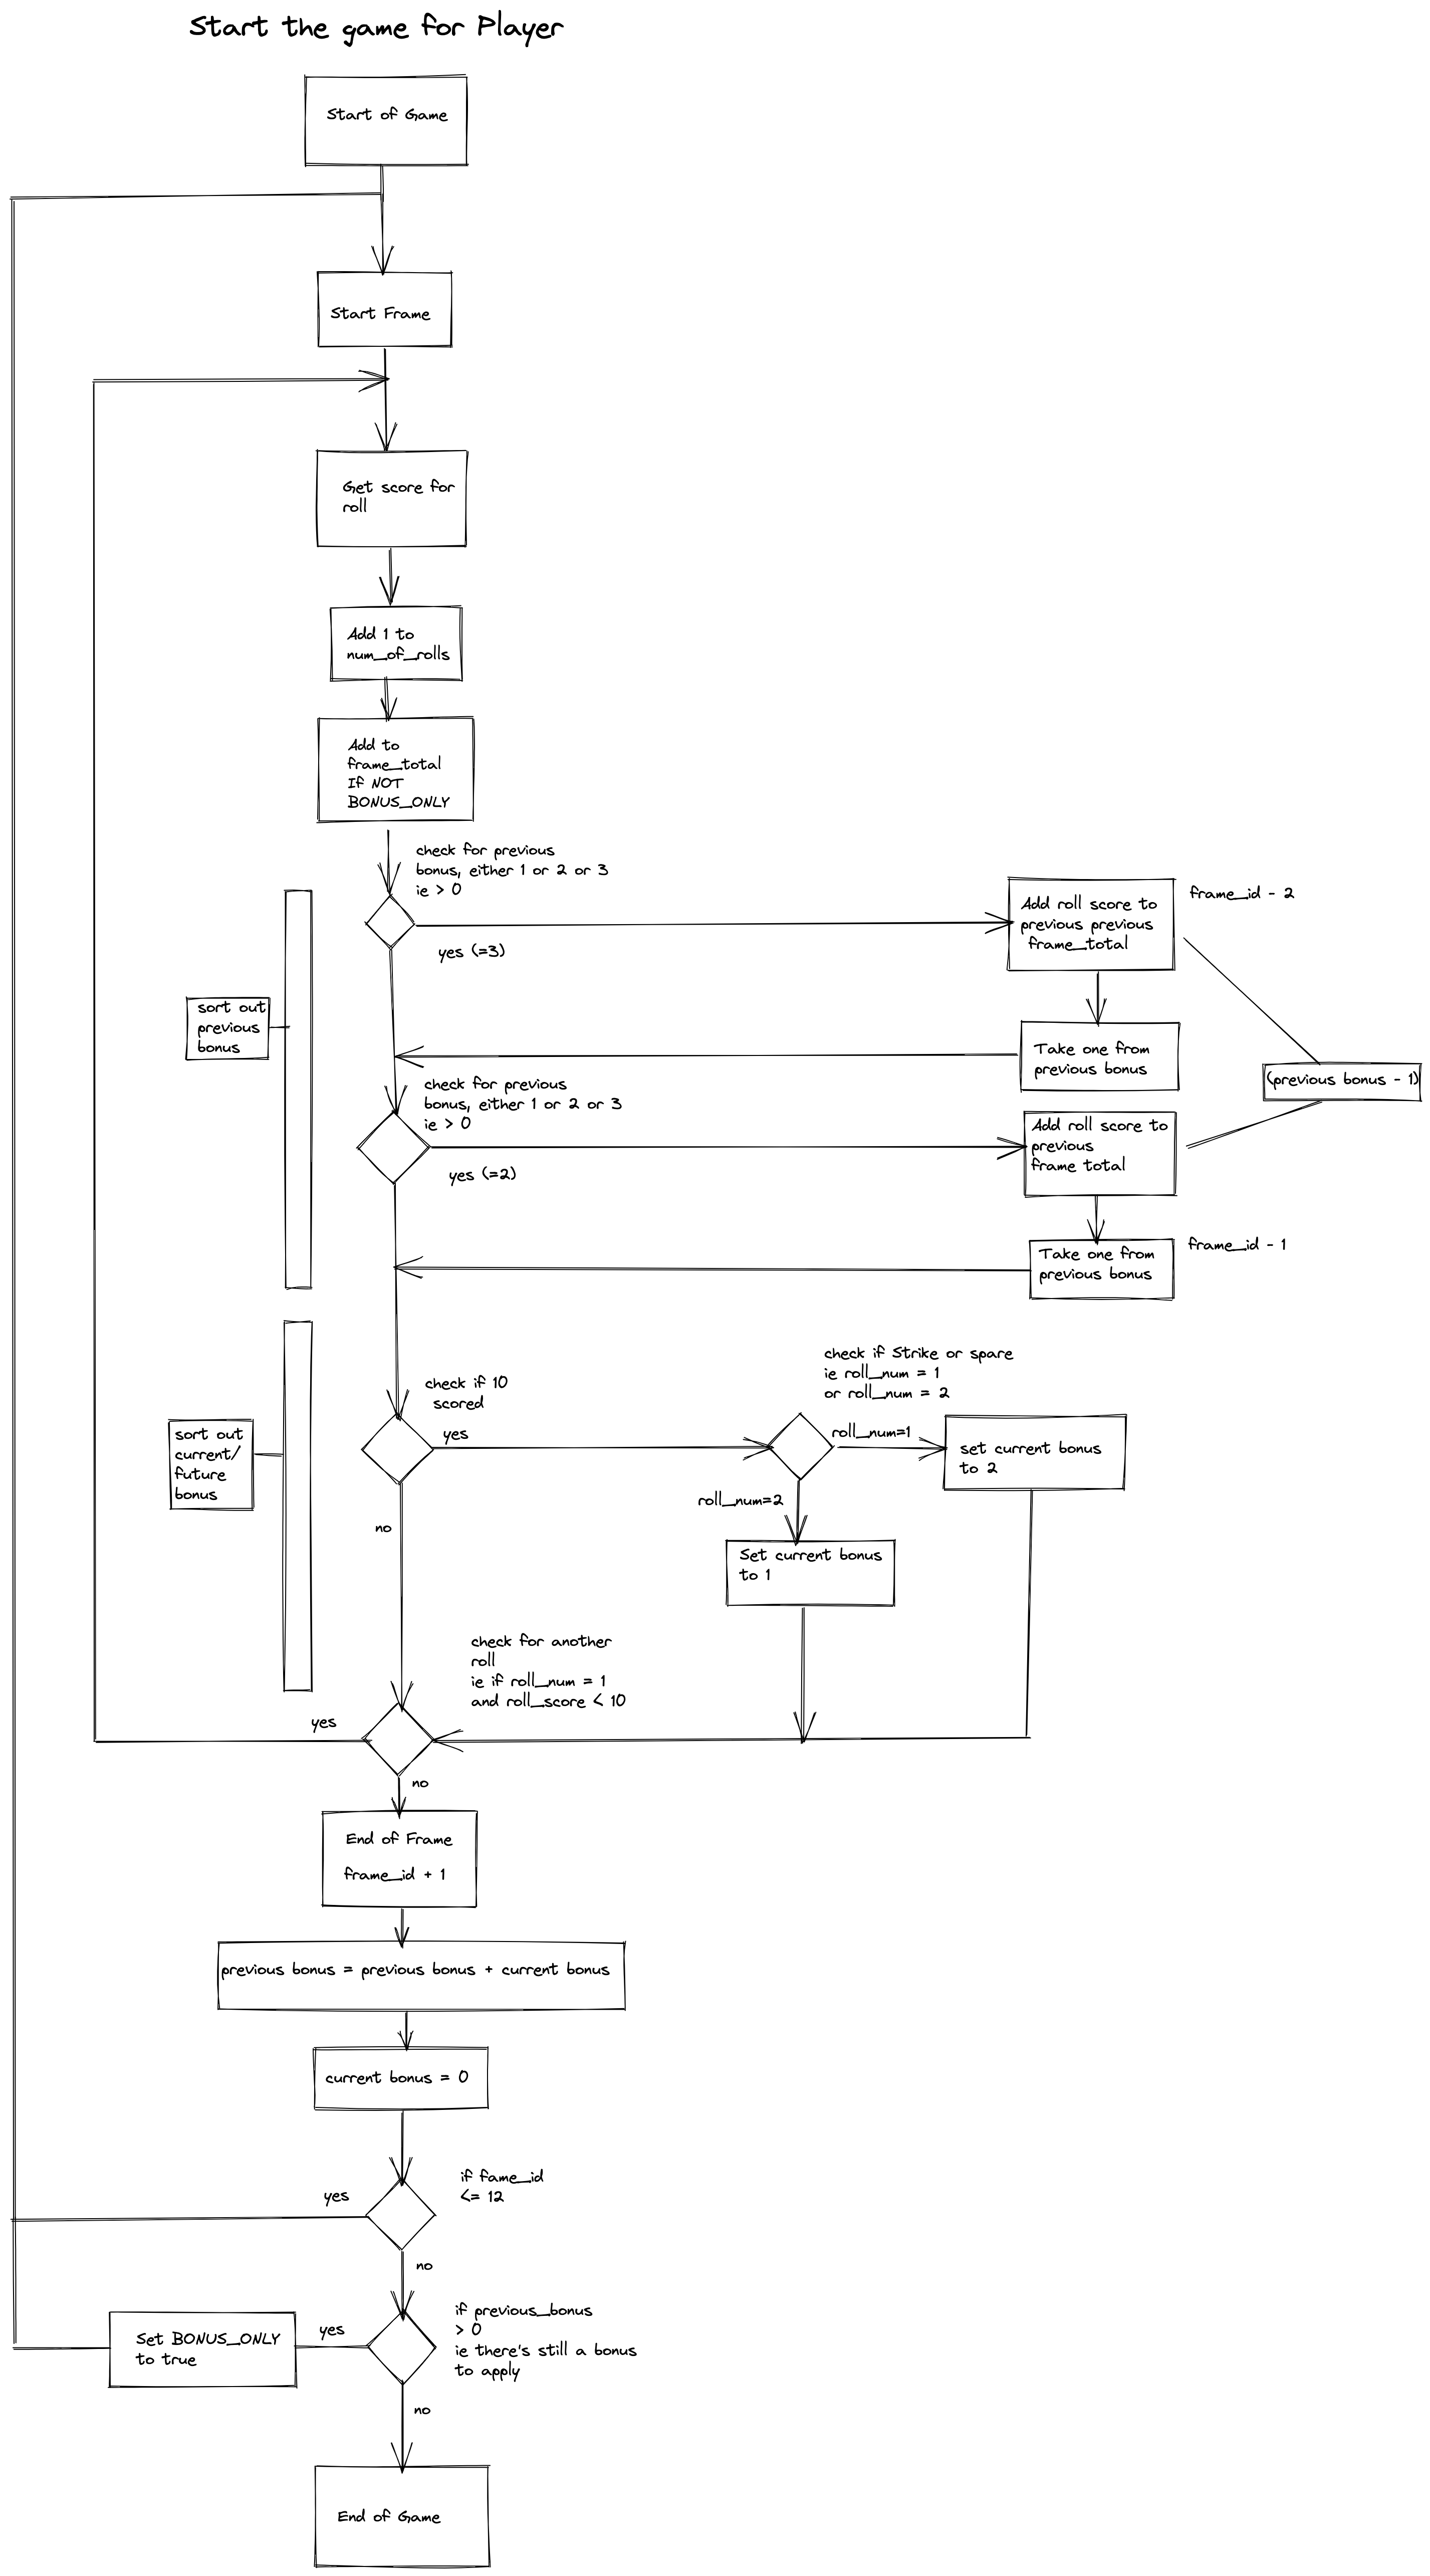 Start the game for Player
Start of Game
Start Frame
Get score for
roll
Add 1 to
num_of_rolls
Add to
frame_total
If NOT
BONUS_ONLY
check for previous
bonus, either 1 or 2 or 3
ie > 0
yes (=3)
Add roll score to
previous previous
frame_total
frame_id - 2
sort out
previous
bonus
Take one from
previous bonus
(previous bonus - 1)
check for previous
bonus, either 1 or 2 or 3
ie > 0
yes (=2)
Add roll score to
previous
frame total
Take one from
previous bonus
frame_id - 1
check if 10
scored
yes
check if Strike or spare
ie roll_num = 1
or roll_num = 2
roll_num=1
set current bonus
to 2
sort out
current/
future
bonus
no
roll_num=2
Set current bonus
to 1
check for another
roll
ie if roll_num = 1
and roll_score < 10
yes
no
End of Frame
frame_id + 1
previous bonus = previous bonus + current bonus
current bonus = 0
if fame_id
<= 12
yes
no
if previous_bonus
> 0
ie there's still a bonus
to apply
yes
Set BONUS_ONLY
to true
no
End of Game